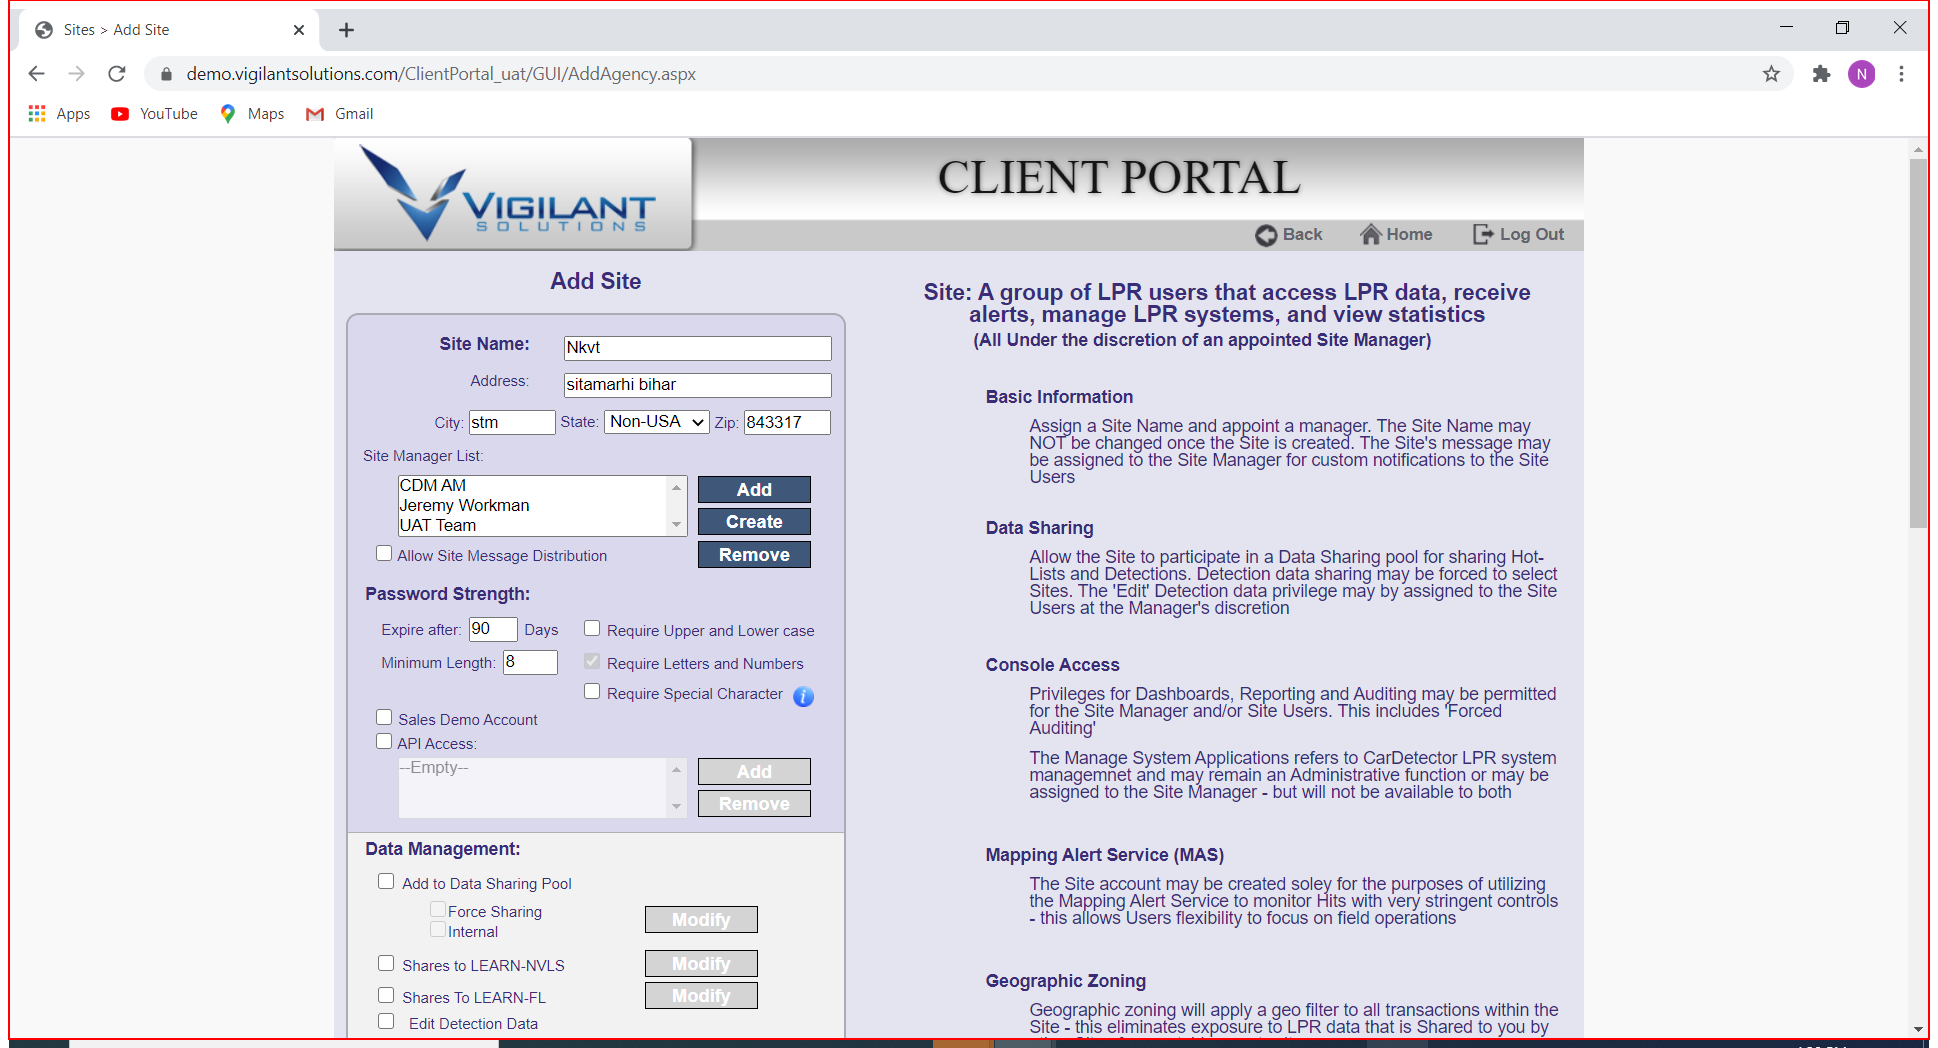 Sites > Add Site
demo.vigilantsolutions.com/ClientPortal_uat/GUI/AddAgency.aspx
N
Apps YouTube Maps Gmail
VIGILANT
SOLUTIONS
CLIENT PORTAL
Back Home Log Out
Add Site
Site Name: Nkvt
Address: sitamarhi bihar
City: stm State: Non-USA Zip: 843317
Site Manager List:
CDM AM
Jeremy Workman
UAT Team
Add
Create
Remove
Allow Site Message Distribution
Password Strength:
Expire after: 90 Days Require Upper and Lower case
Minimum Length: 8 Require Letters and Numbers
Require Special Character i
Sales Demo Account
API Access:
--Empty--
Add
Remove
Data Management:
Add to Data Sharing Pool
Force Sharing
Internal
Modify
Shares to LEARN-NVLS Modify
Shares To LEARN-FL Modify
Edit Detection Data
Site: A group of LPR users that access LPR data, receive
alerts, manage LPR systems, and view statistics
(All Under the discretion of an appointed Site Manager)
Basic Information
Assign a Site Name and appoint a manager. The Site Name may
NOT be changed once the Site is created. The Site's message may
be assigned to the Site Manager for custom notifications to the Site
Users
Data Sharing
Allow the Site to participate in a Data Sharing pool for sharing Hot-
Lists and Detections. Detection data sharing may be forced to select
Sites. The 'Edit' Detection data privilege may by assigned to the Site
Users at the Manager's discretion
Console Access
Privileges for Dashboards, Reporting and Auditing may be permitted
for the Site Manager and/or Site Users. This includes 'Forced
Auditing'
The Manage System Applications refers to CarDetector LPR system
managemnet and may remain an Administrative function or may be
assigned to the Site Manager - but will not be available to both
Mapping Alert Service (MAS)
The Site account may be created soley for the purposes of utilizing
the Mapping Alert Service to monitor Hits with very stringent controls
- this allows Users flexibility to focus on field operations
Geographic Zoning
Geographic zoning will apply a geo filter to all transactions within the
Site - this eliminates exposure to LPR data that is Shared to you by